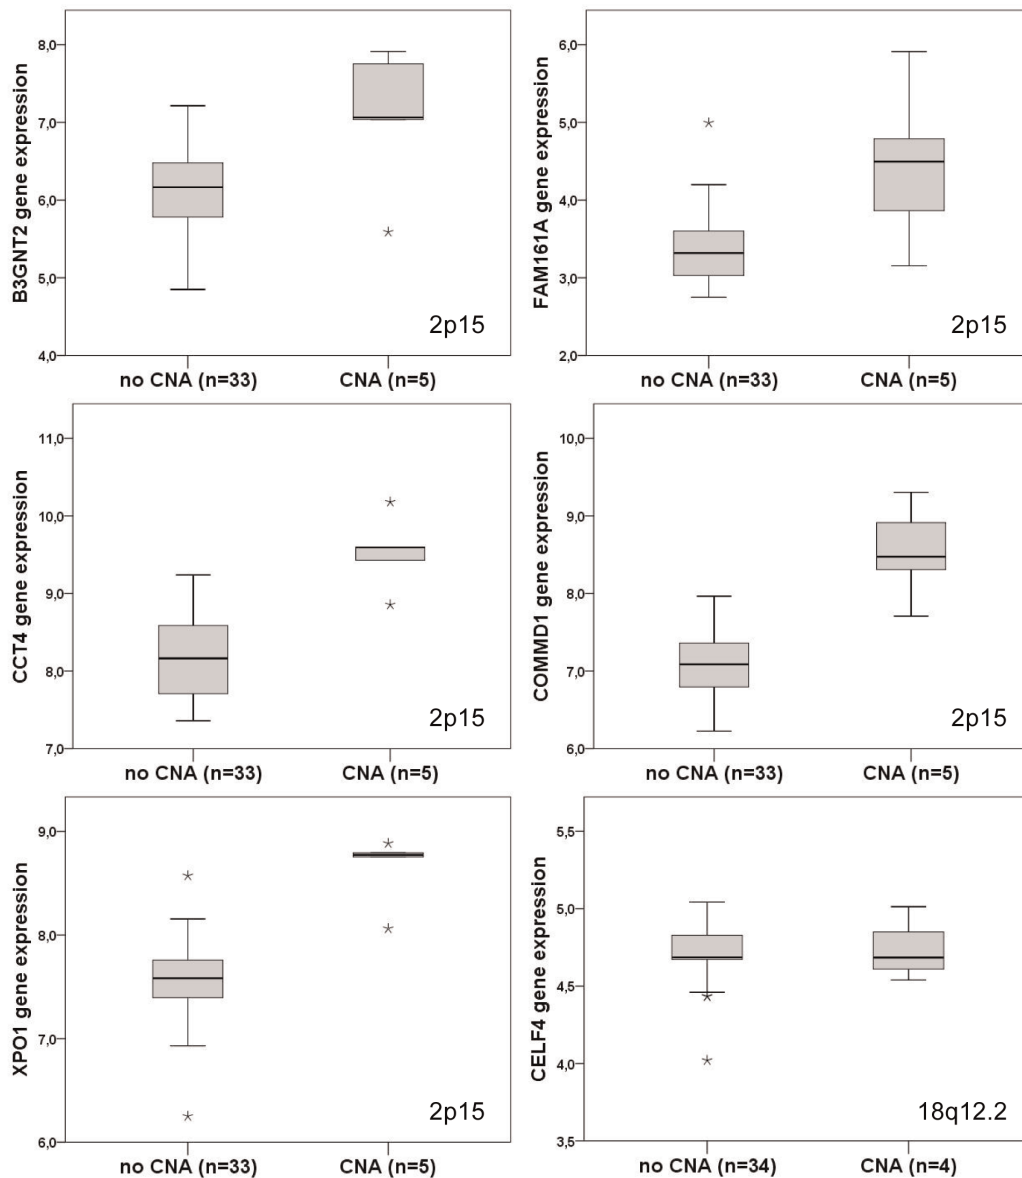 B3GNT2 gene expression
8,0
7,0
6,0
5,0
4,0
2p15
no CNA (n=33)
CNA (n=5)
FAM161A gene expression
6,0
5,0
4,0
3,0
2,0
2p15
no CNA (n=33)
CNA (n=5)
CCT4 gene expression
11,0
10,0
9,0
8,0
7,0
2p15
no CNA (n=33)
CNA (n=5)
COMMD1 gene expression
10,0
9,0
8,0
7,0
6,0
2p15
no CNA (n=33)
CNA (n=5)
XPO1 gene expression
9,0
8,0
7,0
6,0
2p15
no CNA (n=33)
CNA (n=5)
CELF4 gene expression
5,5
5,0
4,5
4,0
3,5
18q12.2
no CNA (n=34)
CNA (n=4)